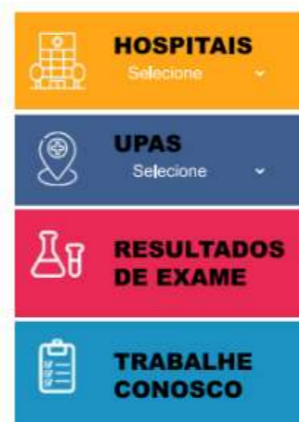 HOSPITAIS
Selecione
UPAS
Selecione
RESULTADOS
DE EXAME
TRABALHE
CONOSCO